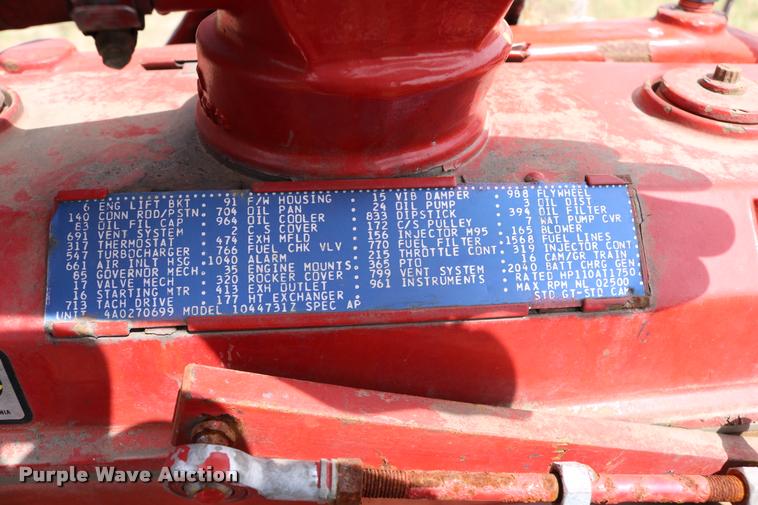 6 ENG LIFT BKT
140 CONN ROD/PSTN
E3 OIL FIL CAP
691 VENT SYSTEM
317 THERMOSTAT
547 TURBOCHARGER
661 AIR INLT HSG
65 GOVERNOR MECH
17 VALVE MECH
16 STARTING MTR
713 TACH DRIVE
91 F/W HOUSING
704 OIL PAN
964 OIL COOLER
2 C.S COVER
474 EXH MFLD
766 FUEL CHK VLV
1040 ALARM
35 ENGINE MOUNTS
320 ROCKER COVER
413 EXH OUTLET
177 HT EXCHANGER
15 VIB DAMPER
26 OIL PUMP
833 DIPSTICK
172 C/S PULLEY
156 INJECTOR M95
770 FUEL FILTER
215 THROTTLE CONT
365 PTO
799 VENT SYSTEM
961 INSTRUMENTS
988 FLYWHEEL
3 OIL DIST
394 OIL FILTER
WAT PUMP CVR
165 BLOWER
1568 FUEL LINES
319 INJECTOR CONT
16 CAM/GR TRAIN
2040 BATT CHRG GEN
RATED HP110AT1750
MAX RPM NL 02500
STD GT-STD CAM
UNIT 4A0270699 MODEL 10447312 SPEC AP
Purple Wave Auction